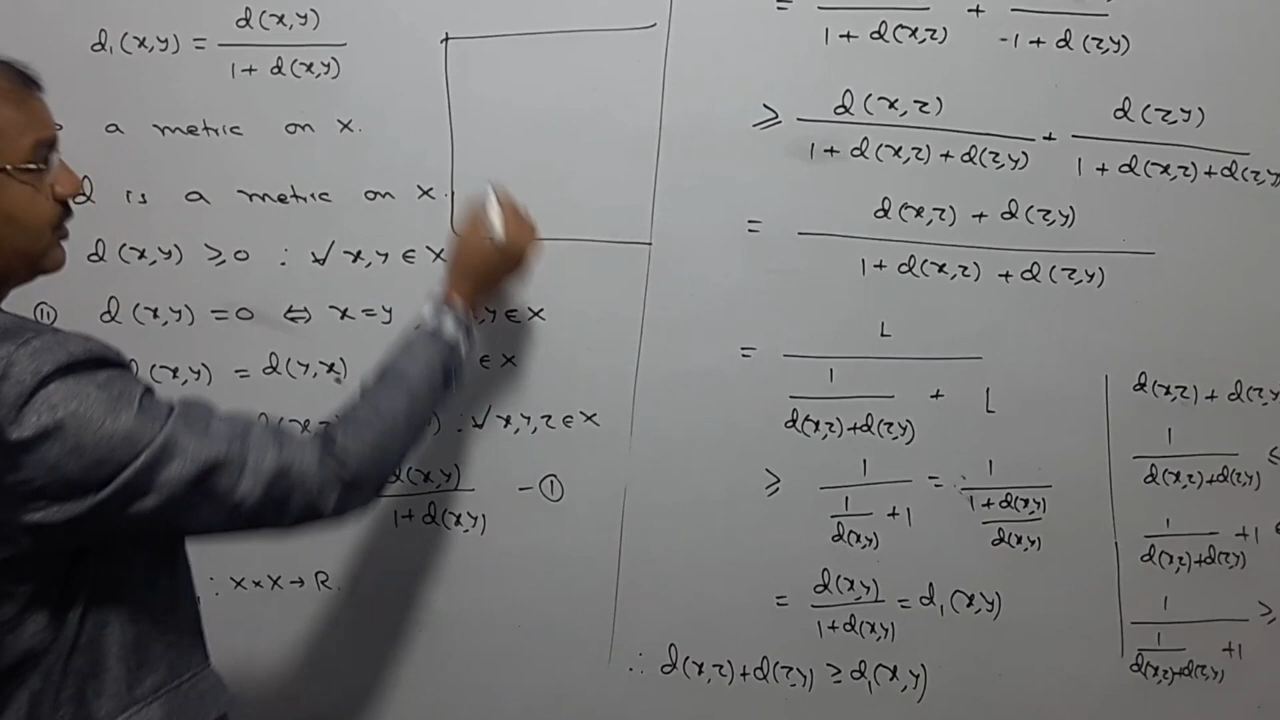 d₁(x,y) = d(x,y) / 1 + d(x,y)
a metric on X.
d is a metric on X.
d(x,y) ≥ 0 : ∀ x,y ∈ X
(ii) d(x,y) = 0 ⇔ x = y , y ∈ X
d(x,y) = d(y,x) ∈ X
: ∀ x,y,z ∈ X
d(x,y) / 1 + d(x,y) – ①
: X×X → R.
= / 1 + d(x,z) + / -1 + d(z,y)
≥ d(x,z) / 1 + d(x,z) + d(z,y) + d(z,y) / 1 + d(x,z) + d(z,y
= d(x,z) + d(z,y) / 1 + d(x,z) + d(z,y)
= 1 / 1 / d(x,z)+d(z,y) + 1
≥ 1 / 1 / d(x,y) + 1 = 1 / 1+d(x,y) / d(x,y)
= d(x,y) / 1+d(x,y) = d₁(x,y)
∴ d(x,z)+d(z,y) ≥ d₁(x,y)
d(x,z) + d(z,y
1 / d(x,z)+d(z,y) ≤
1 / d(x,z)+d(z,y) +1
1 / 1 / d(x,z)+d(z,y) +1 ≥